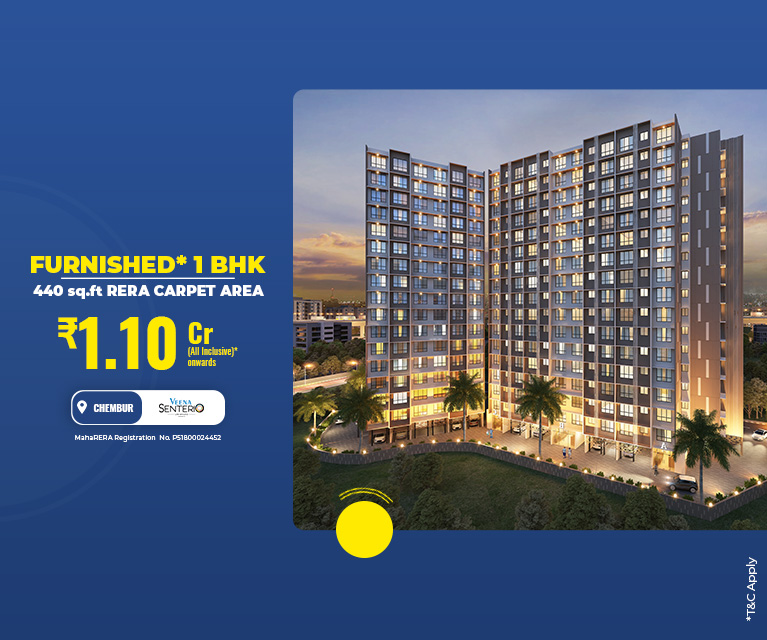 FURNISHED* 1 BHK
440 sq.ft RERA CARPET AREA
₹1.10 Cr
(All Inclusive)*
onwards
CHEMBUR
VEENA
SENTERIO
MahaRERA Registration No. P51800024452
*T&C Apply